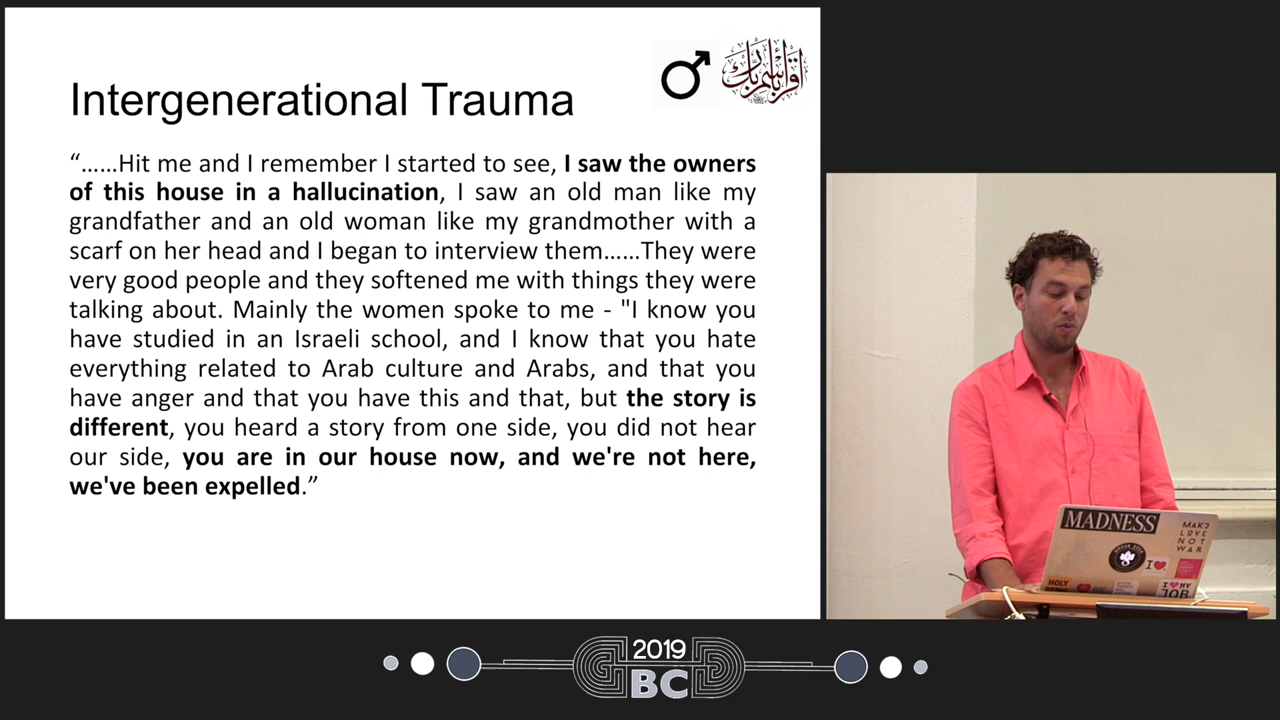 Intergenerational Trauma
اقرأ باسم ربك
“……Hit me and I remember I started to see, I saw the owners
of this house in a hallucination, I saw an old man like my
grandfather and an old woman like my grandmother with a
scarf on her head and I began to interview them……They were
very good people and they softened me with things they were
talking about. Mainly the women spoke to me - "I know you
have studied in an Israeli school, and I know that you hate
everything related to Arab culture and Arabs, and that you
have anger and that you have this and that, but the story is
different, you heard a story from one side, you did not hear
our side, you are in our house now, and we're not here,
we've been expelled.”
MADNESS
MAK3
LOVE
NOT
WAR
I
HOLY
I MY
JOB
2019
BC